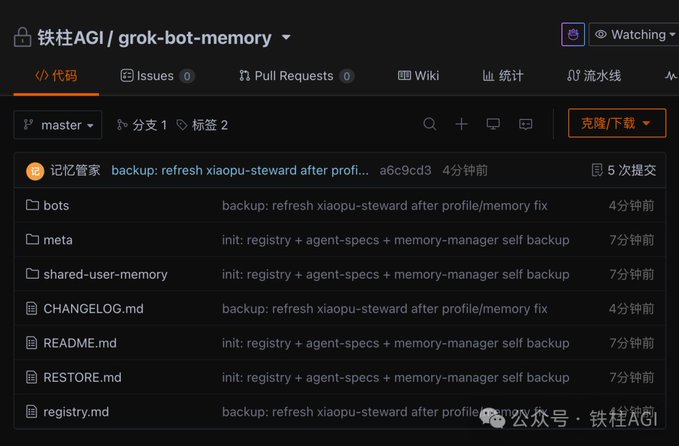 铁柱AGI / grok-bot-memory
Watching
代码 Issues 0 Pull Requests 0 Wiki 统计 流水线
master 分支 1 标签 2 克隆/下载
记 记忆管家 backup: refresh xiaopu-steward after profi... a6c9cd3 4分钟前 5 次提交
bots backup: refresh xiaopu-steward after profile/memory fix 4分钟前
meta init: registry + agent-specs + memory-manager self backup 7分钟前
shared-user-memory init: registry + agent-specs + memory-manager self backup 7分钟前
CHANGELOG.md backup: refresh xiaopu-steward after profile/memory fix 4分钟前
README.md init: registry + agent-specs + memory-manager self backup 7分钟前
RESTORE.md init: registry + agent-specs + memory-manager self backup 7分钟前
registry.md backup: refresh xiaopu-steward after profile/memory fix 4分钟前
公众号 · 铁柱AGI